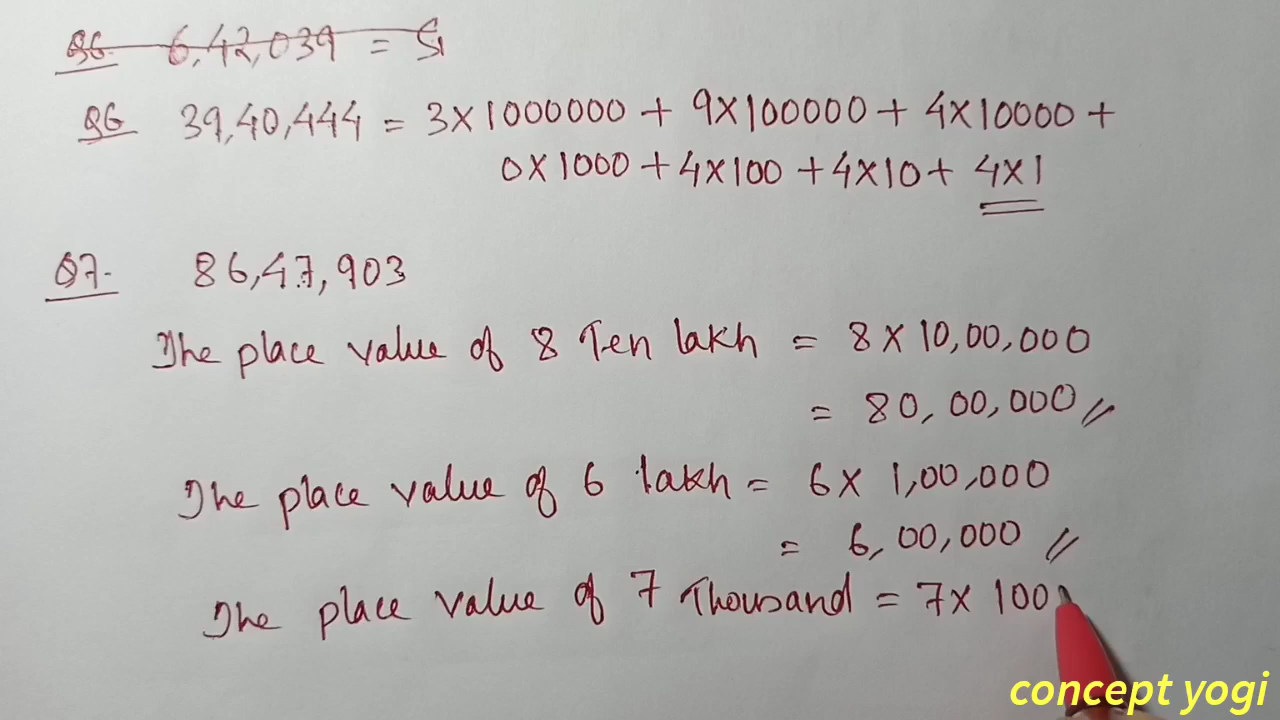 Q6. 6,42,039 = Si
Q6 39,40,444 = 3×1000000 + 9×100000 + 4×10000 +
0×1000 + 4×100 + 4×10 + 4×1
Q7. 86,47,903
The place value of 8 Ten lakh = 8 × 10,00,000
= 80,00,000 //
The place value of 6 lakh = 6 × 1,00,000
= 6,00,000 //
The place value of 7 Thousand = 7 × 100
concept yogi